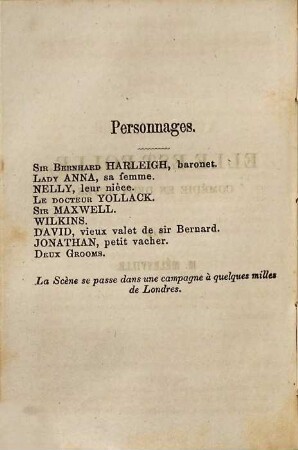 Personnages.
Sir Bernhard HARLEIGH, baronet.
Lady ANNA, sa femme.
NELLY, leur nièce.
Le docteur YOLLACK.
Sir MAXWELL.
WILKINS.
DAVID, vieux valet de sir Bernard.
JONATHAN, petit vacher.
Deux Grooms.
La Scène se passe dans une campagne à quelques milles
de Londres.